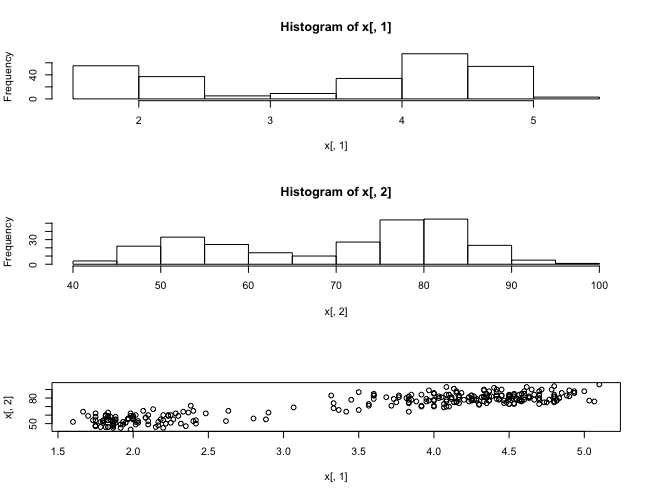 Histogram of x[, 1]
Frequency
0 40
2 3 4 5
x[, 1]
Histogram of x[, 2]
Frequency
0 30
40 50 60 70 80 90 100
x[, 2]
x[, 2]
50 80
1.5 2.0 2.5 3.0 3.5 4.0 4.5 5.0
x[, 1]